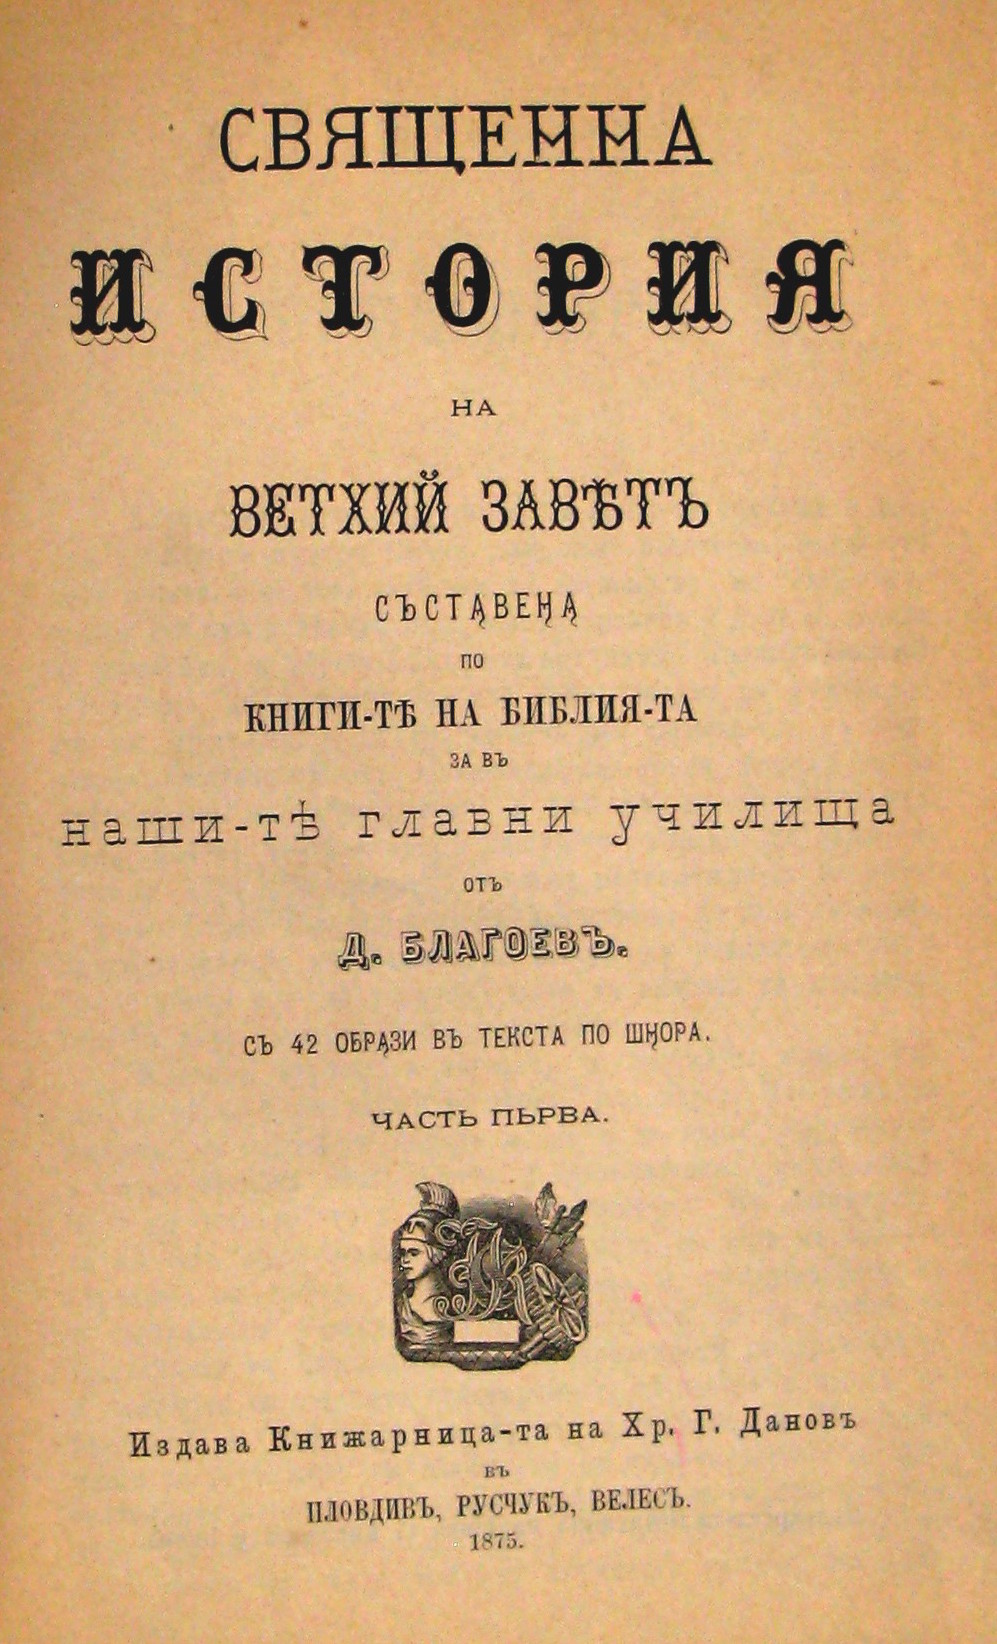 СВЯЩЕННА
ИСТОРИЯ
НА
ВЕТХИЙ ЗАВѢТЪ
СЪСТАВЕНА
ПО
КНИГИ-ТѢ НА БИБЛИЯ-ТА
ЗА ВЪ
наши-тѣ главни училища
отъ
Д. БЛАГОЕВЪ.
СЪ 42 ОБРАЗИ ВЪ ТЕКСТА ПО ШНОРА.
ЧАСТЬ ПЬРВА.
Издава Книжарница-та на Хр. Г. Дановъ
въ
ПЛОВДИВЪ, РУСЧУКЪ, ВЕЛЕСЪ.
1875.